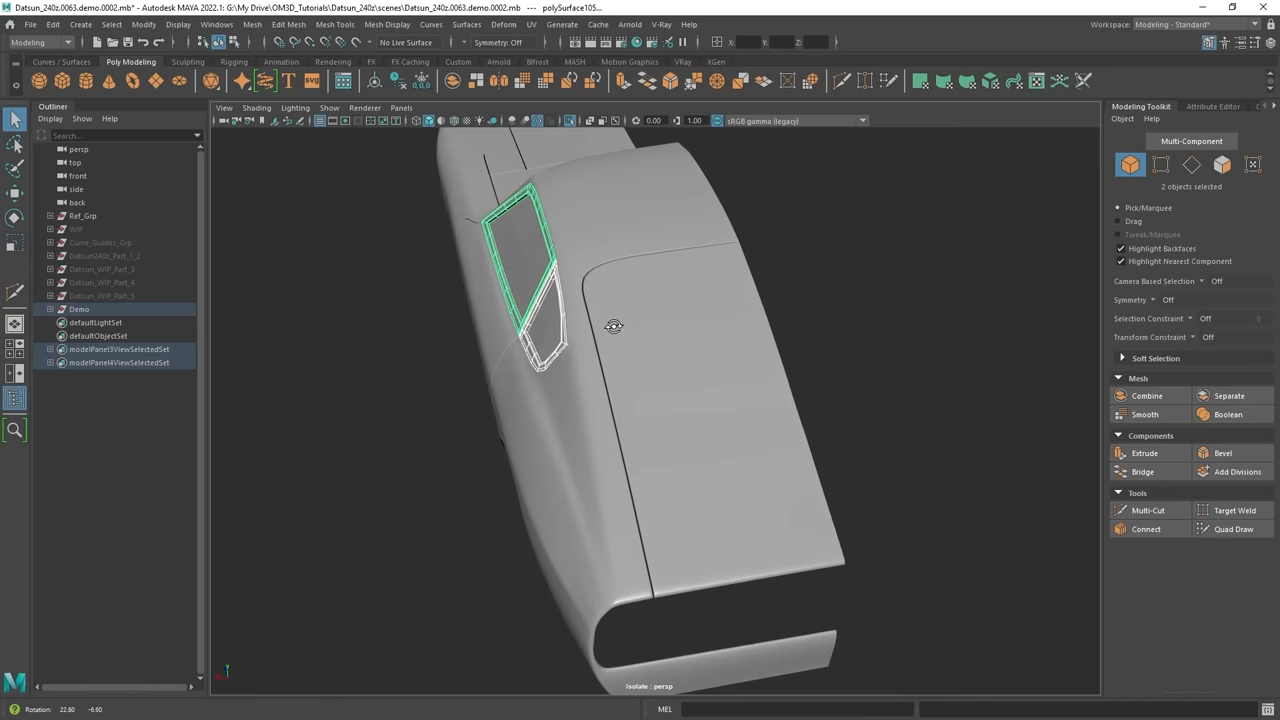 Datsun_240z.0063.demo.0002.mb* - Autodesk MAYA 2022.1: G:\My Drive\OM3D_Tutorials\Datsun_240z\scenes\Datsun_240z.0063.demo.0002.mb --- polySurface105...
File Edit Create Select Modify Display Windows Mesh Edit Mesh Mesh Tools Mesh Display Curves Surfaces Deform UV Generate Cache Arnold V-Ray Help
Workspace: Modeling - Standard*
Modeling No Live Surface Symmetry: Off X: Y: Z:
Curves / Surfaces Poly Modeling Sculpting Rigging Animation Rendering FX FX Caching Custom Arnold Bifrost MASH Motion Graphics VRay XGen
Outliner
Display Show Help
Search...
persp
top
front
side
back
Ref_Grp
WIP
Curve_Guides_Grp
Datsun240z_Part_1_2
Datsun_WIP_Part_3
Datsun_WIP_Part_4
Datsun_WIP_Part_5
Demo
defaultLightSet
defaultObjectSet
modelPanel3ViewSelectedSet
modelPanel4ViewSelectedSet
View Shading Lighting Show Renderer Panels
0.00 1.00 sRGB gamma (legacy)
Isolate : persp
Modeling Toolkit Attribute Editor
Object Help
Multi-Component
2 objects selected
Pick/Marquee
Drag
Tweak/Marquee
Highlight Backfaces
Highlight Nearest Component
Camera Based Selection Off
Symmetry Off
Selection Constraint Off
Transform Constraint Off
Soft Selection
Mesh
Combine Separate
Smooth Boolean
Components
Extrude Bevel
Bridge Add Divisions
Tools
Multi-Cut Target Weld
Connect Quad Draw
Rotation: 22.80 -6.60
MEL